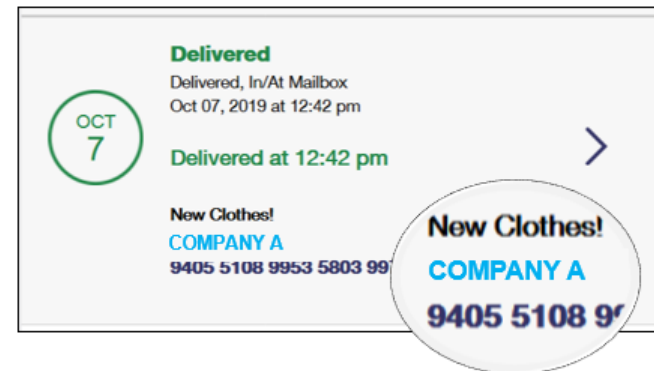 OCT
7
Delivered
Delivered, In/At Mailbox
Oct 07, 2019 at 12:42 pm
Delivered at 12:42 pm
New Clothes!
COMPANY A
9405 5108 9953 5803
New Clothes!
COMPANY A
9405 5108